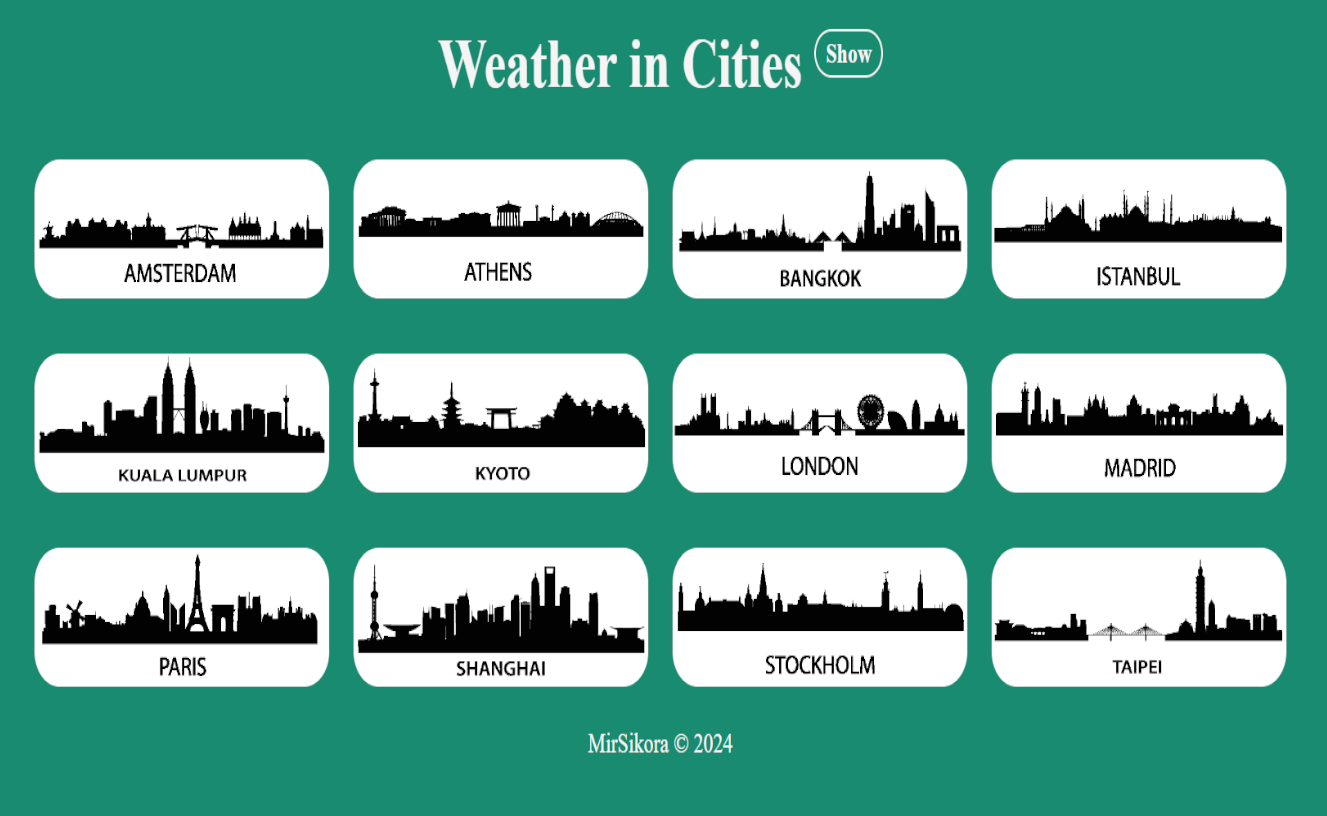 Weather in Cities Show
AMSTERDAM
ATHENS
BANGKOK
ISTANBUL
KUALA LUMPUR
KYOTO
LONDON
MADRID
PARIS
SHANGHAI
STOCKHOLM
TAIPEI
MirSikora © 2024